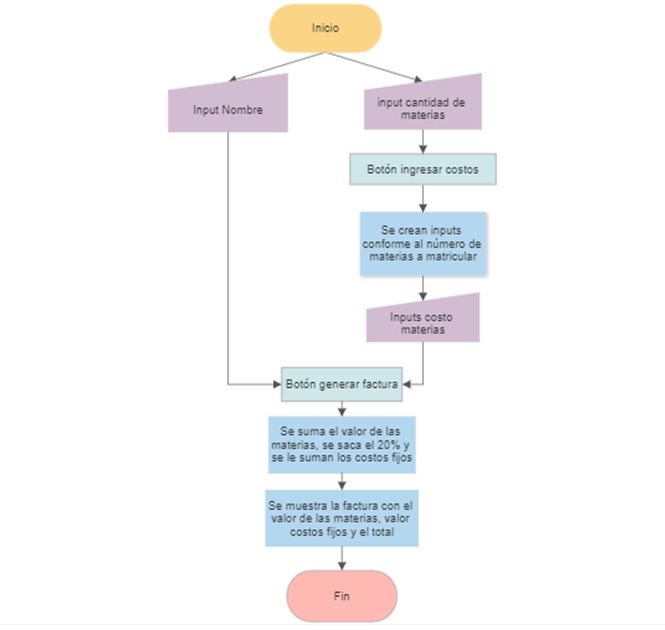 Inicio
Input Nombre
input cantidad de
materias
Botón ingresar costos
Se crean inputs
conforme al número de
materias a matricular
Inputs costo
materias
Botón generar factura
Se suma el valor de las
materias, se saca el 20% y
se le suman los costos fijos
Se muestra la factura con el
valor de las materias, valor
costos fijos y el total
Fin